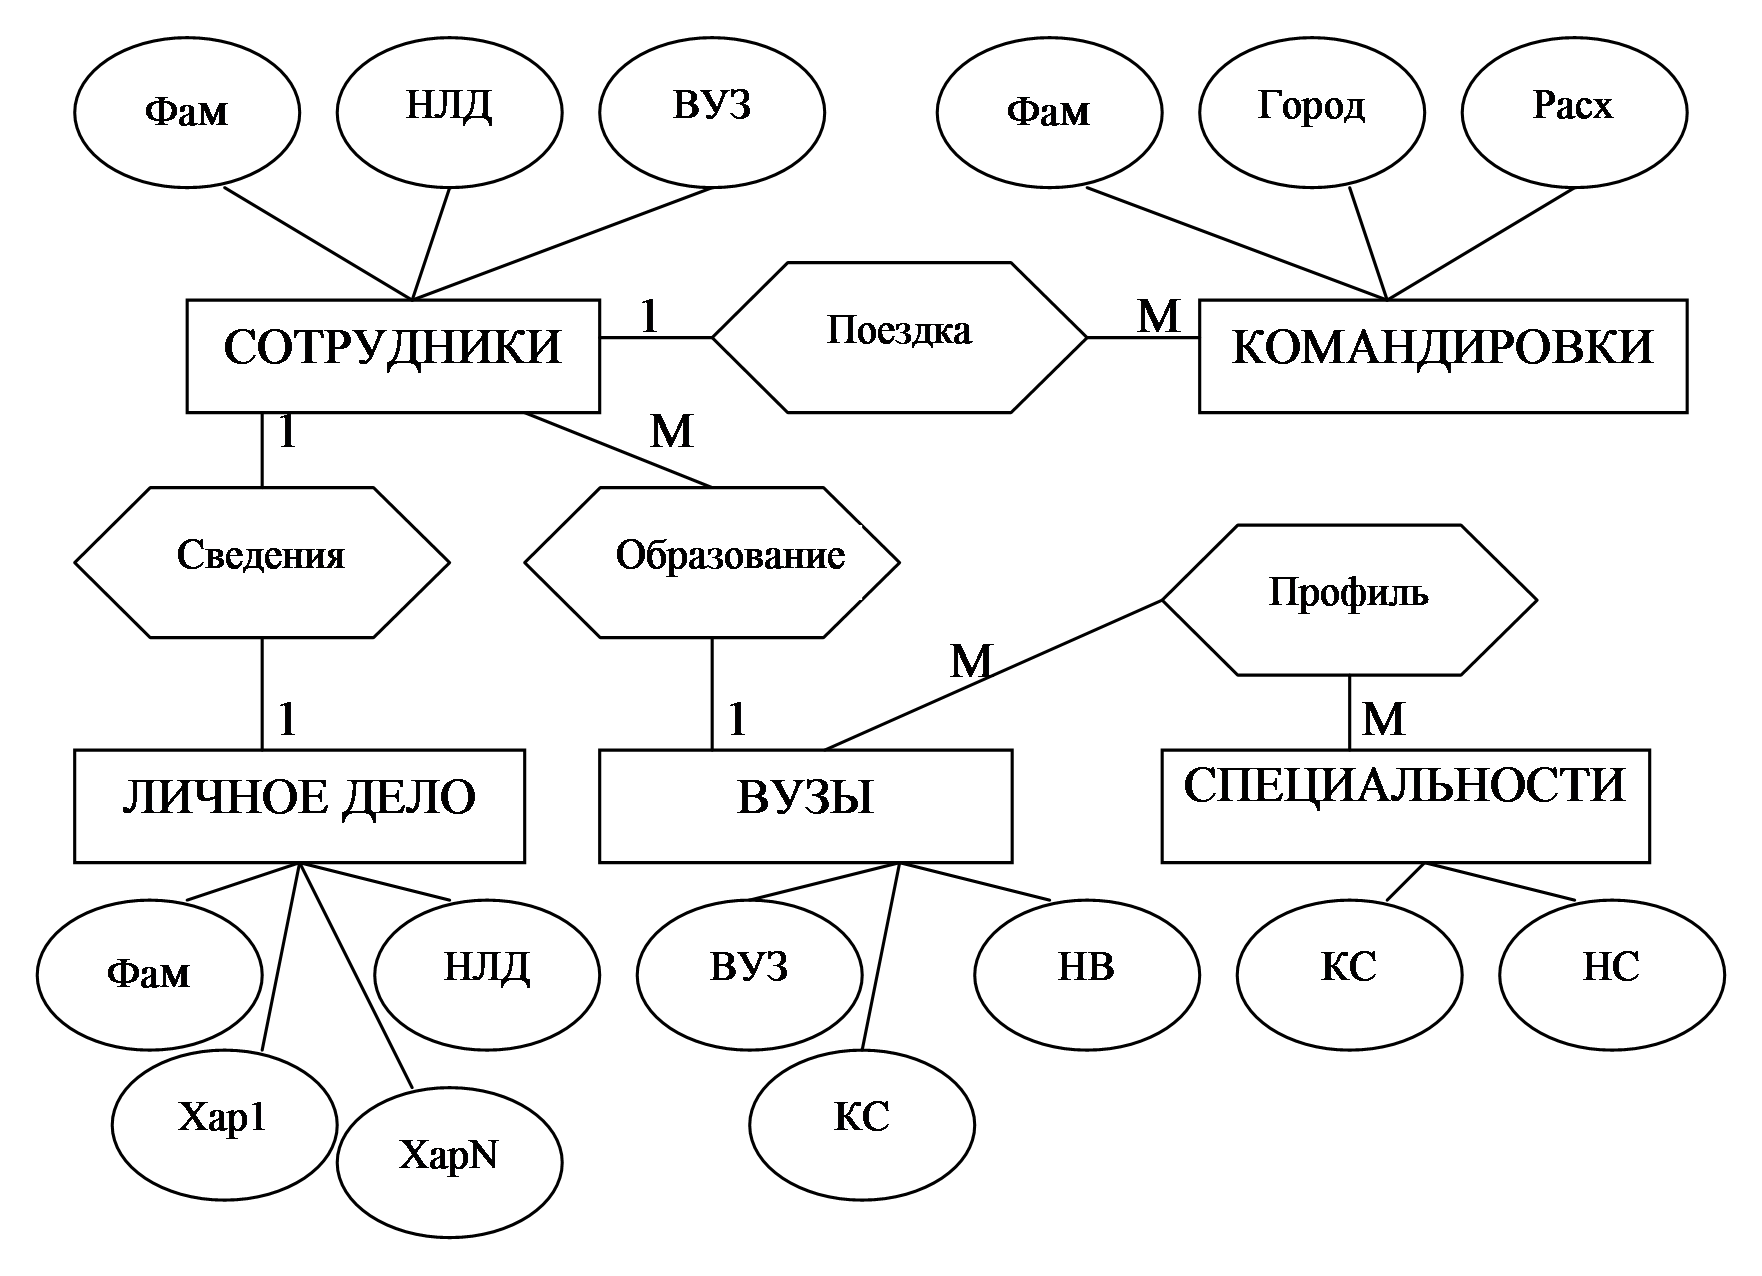 Фам
НЛД
ВУЗ
Фам
Город
Расх
СОТРУДНИКИ
1
Поездка
М
КОМАНДИРОВКИ
1
М
Сведения
Образование
Профиль
М
1
1
М
ЛИЧНОЕ ДЕЛО
ВУЗЫ
СПЕЦИАЛЬНОСТИ
Фам
НЛД
ВУЗ
НВ
КС
НС
Хар1
ХарN
КС